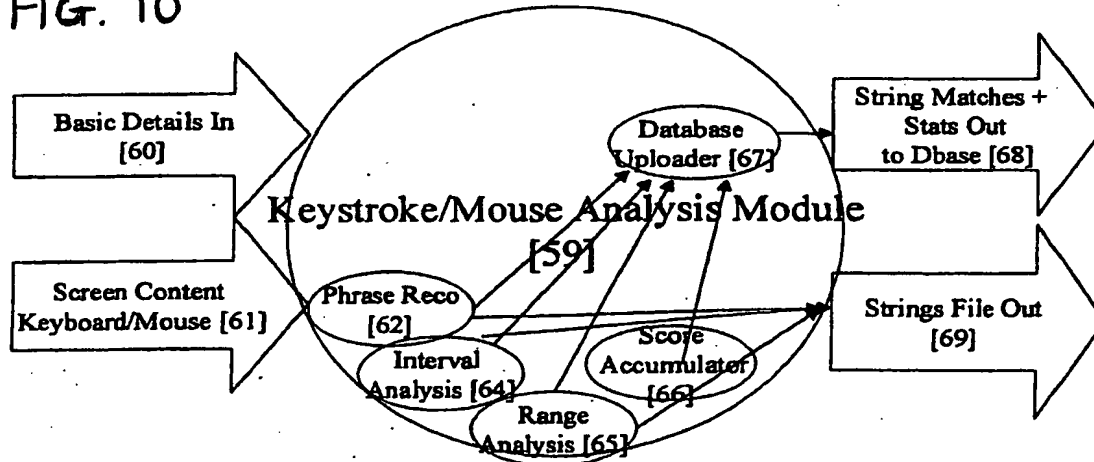 FIG. 10
Basic Details In
[60]
Screen Content
Keyboard/Mouse [61]
Keystroke/Mouse Analysis Module
[59]
Database
Uploader [67]
Phrase Reco
[62]
Interval
Analysis [64]
Range
Analysis [65]
Score
Accumulator
[66]
String Matches +
Stats Out
to Dbase [68]
Strings File Out
[69]